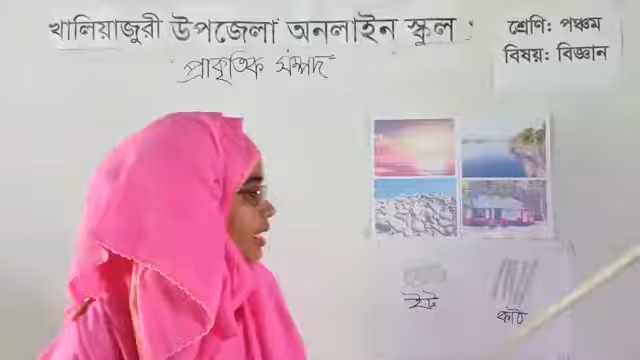 খালিয়াজুরী উপজেলা অনলাইন স্কুল
শ্রেণি: পঞ্চম
বিষয়: বিজ্ঞান
প্রাকৃতিক সম্পদ
ইট
কাঠ